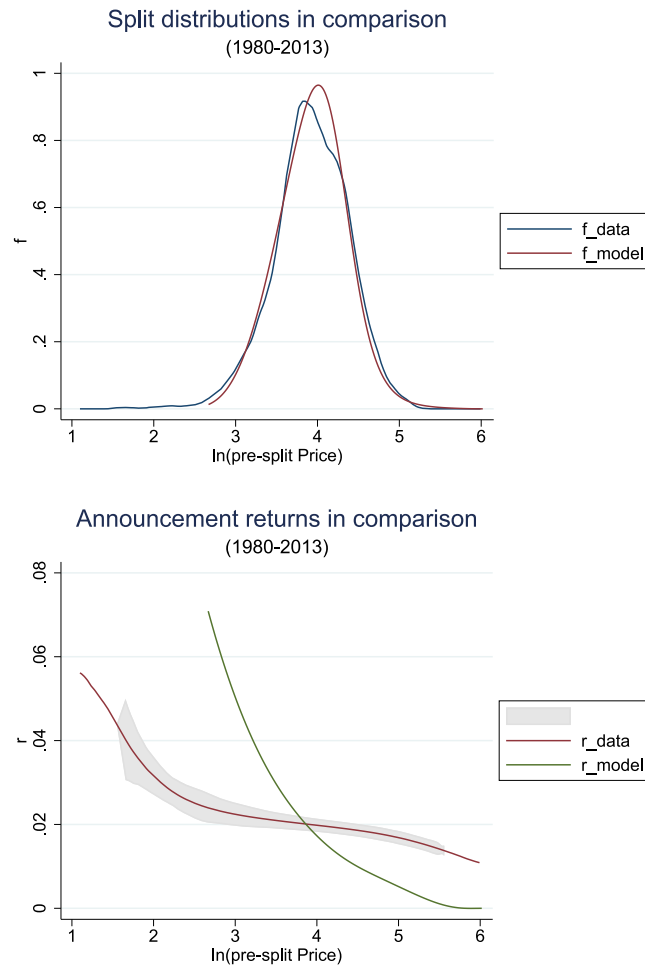 Split distributions in comparison
(1980-2013)
1
.8
.6
.4
.2
0
f
1 2 3 4 5 6
ln(pre-split Price)
f_data
f_model
Announcement returns in comparison
(1980-2013)
.08
.06
.04
.02
0
r
1 2 3 4 5 6
ln(pre-split Price)
r_data
r_model